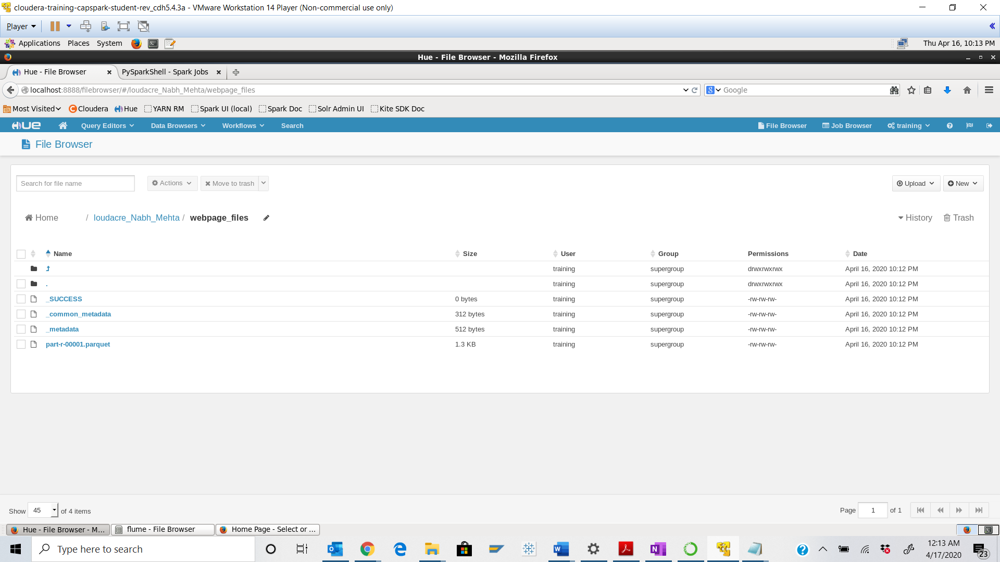 cloudera-training-capspark-student-rev_cdh5.4.3a - VMware Workstation 14 Player (Non-commercial use only)
Player
Applications Places System Thu Apr 16, 10:13 PM
Hue - File Browser - Mozilla Firefox
Hue - File Browser PySparkShell - Spark Jobs
localhost:8888/filebrowser/#/loudacre_Nabh_Mehta/webpage_files Google
Most Visited Cloudera Hue YARN RM Spark UI (local) Spark Doc Solr Admin UI Kite SDK Doc
HUE Query Editors Data Browsers Workflows Search File Browser Job Browser training
File Browser
Search for file name Actions Move to trash Upload New
Home / loudacre_Nabh_Mehta / webpage_files History Trash
Name Size User Group Permissions Date
training supergroup drwxrwxrwx April 16, 2020 10:12 PM
. training supergroup drwxrwxrwx April 16, 2020 10:12 PM
_SUCCESS 0 bytes training supergroup -rw-rw-rw- April 16, 2020 10:12 PM
_common_metadata 312 bytes training supergroup -rw-rw-rw- April 16, 2020 10:12 PM
_metadata 512 bytes training supergroup -rw-rw-rw- April 16, 2020 10:12 PM
part-r-00001.parquet 1.3 KB training supergroup -rw-rw-rw- April 16, 2020 10:12 PM
Show 45 of 4 items Page 1 of 1
Hue - File Browser - M... flume - File Browser Home Page - Select or ...
Type here to search
12:13 AM
4/17/2020
23